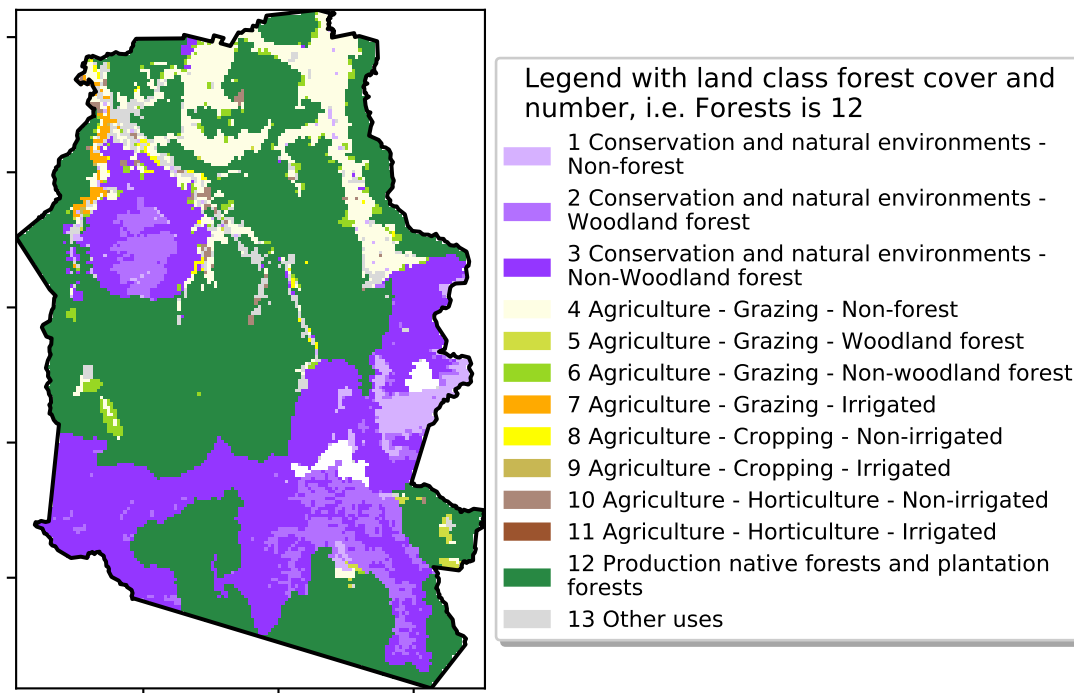 Legend with land class forest cover and
number, i.e. Forests is 12
1 Conservation and natural environments -
Non-forest
2 Conservation and natural environments -
Woodland forest
3 Conservation and natural environments -
Non-Woodland forest
4 Agriculture - Grazing - Non-forest
5 Agriculture - Grazing - Woodland forest
6 Agriculture - Grazing - Non-woodland forest
7 Agriculture - Grazing - Irrigated
8 Agriculture - Cropping - Non-irrigated
9 Agriculture - Cropping - Irrigated
10 Agriculture - Horticulture - Non-irrigated
11 Agriculture - Horticulture - Irrigated
12 Production native forests and plantation
forests
13 Other uses